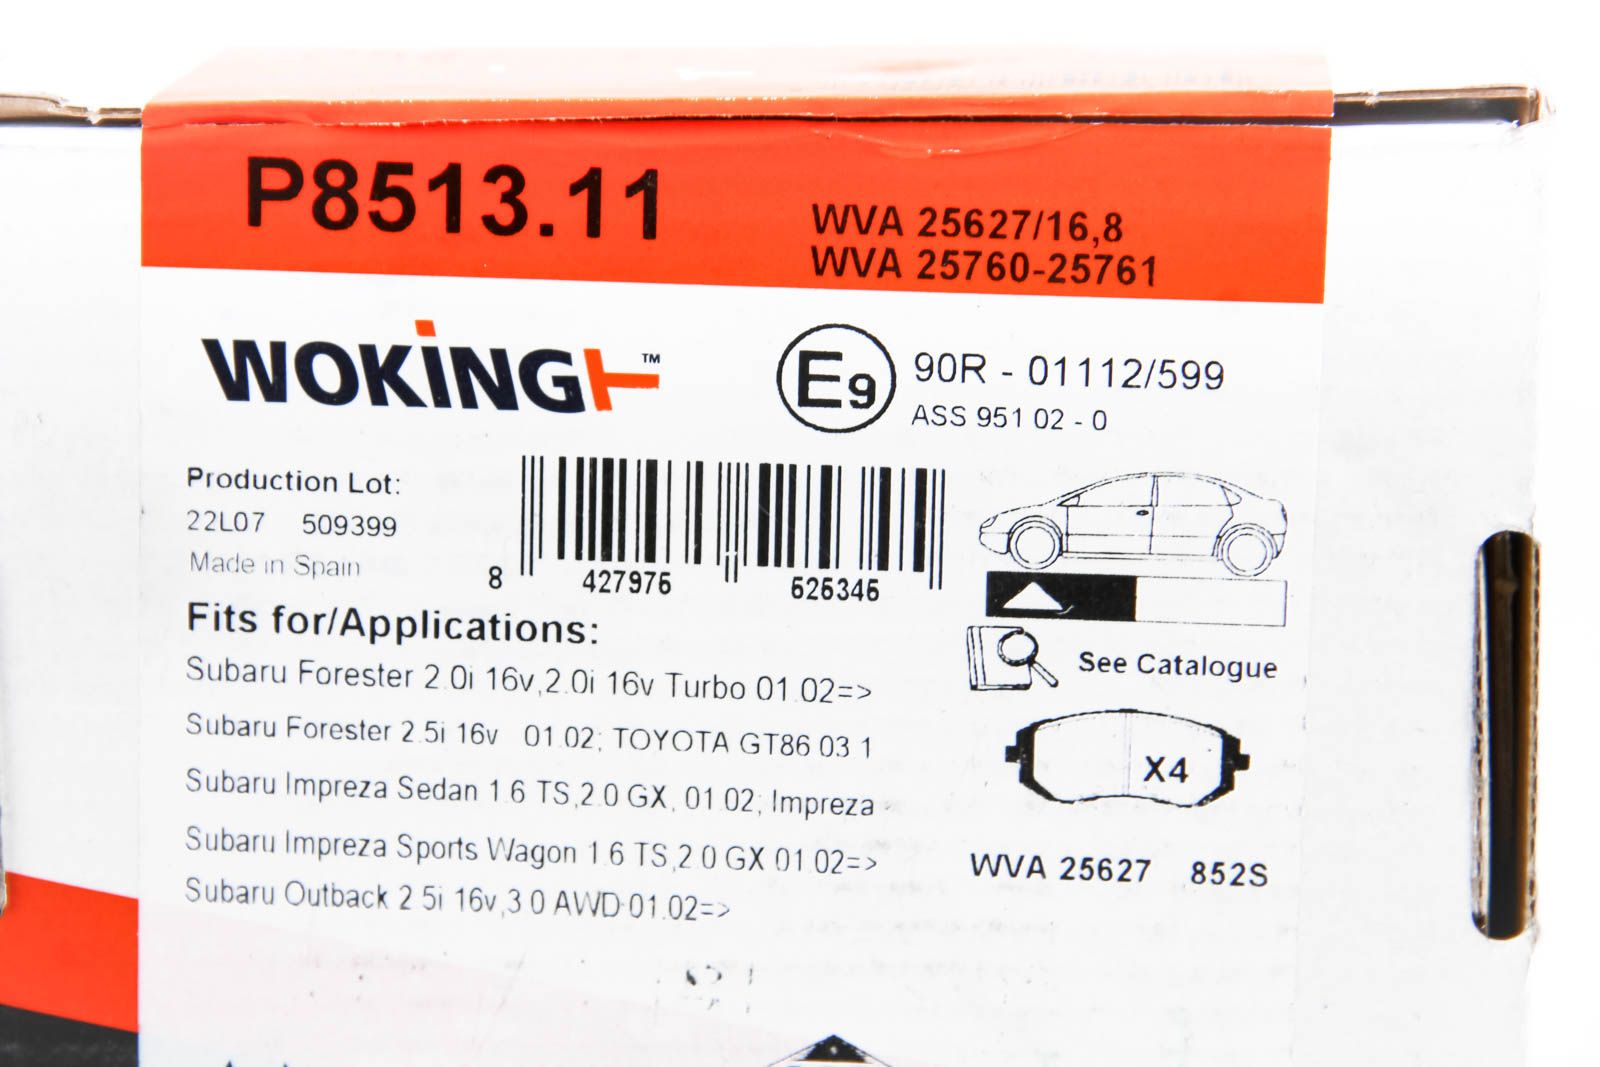 P8513.11
WVA 25627/16,8
WVA 25760-25761
WOKING ™
E9 90R - 01112/599
ASS 951 02 - 0
Production Lot:
22L07 509399
Made in Spain
8 427976 626346
Fits for/Applications:
Subaru Forester 2.0i 16v,2.0i 16v Turbo 01.02=>
Subaru Forester 2.5i 16v 01.02; TOYOTA GT86 03 1
Subaru Impreza Sedan 1.6 TS,2.0 GX, 01.02; Impreza
Subaru Impreza Sports Wagon 1.6 TS,2.0 GX 01.02=>
Subaru Outback 2 5i 16v,3 0 AWD 01.02=>
See Catalogue
X4
WVA 25627 852S